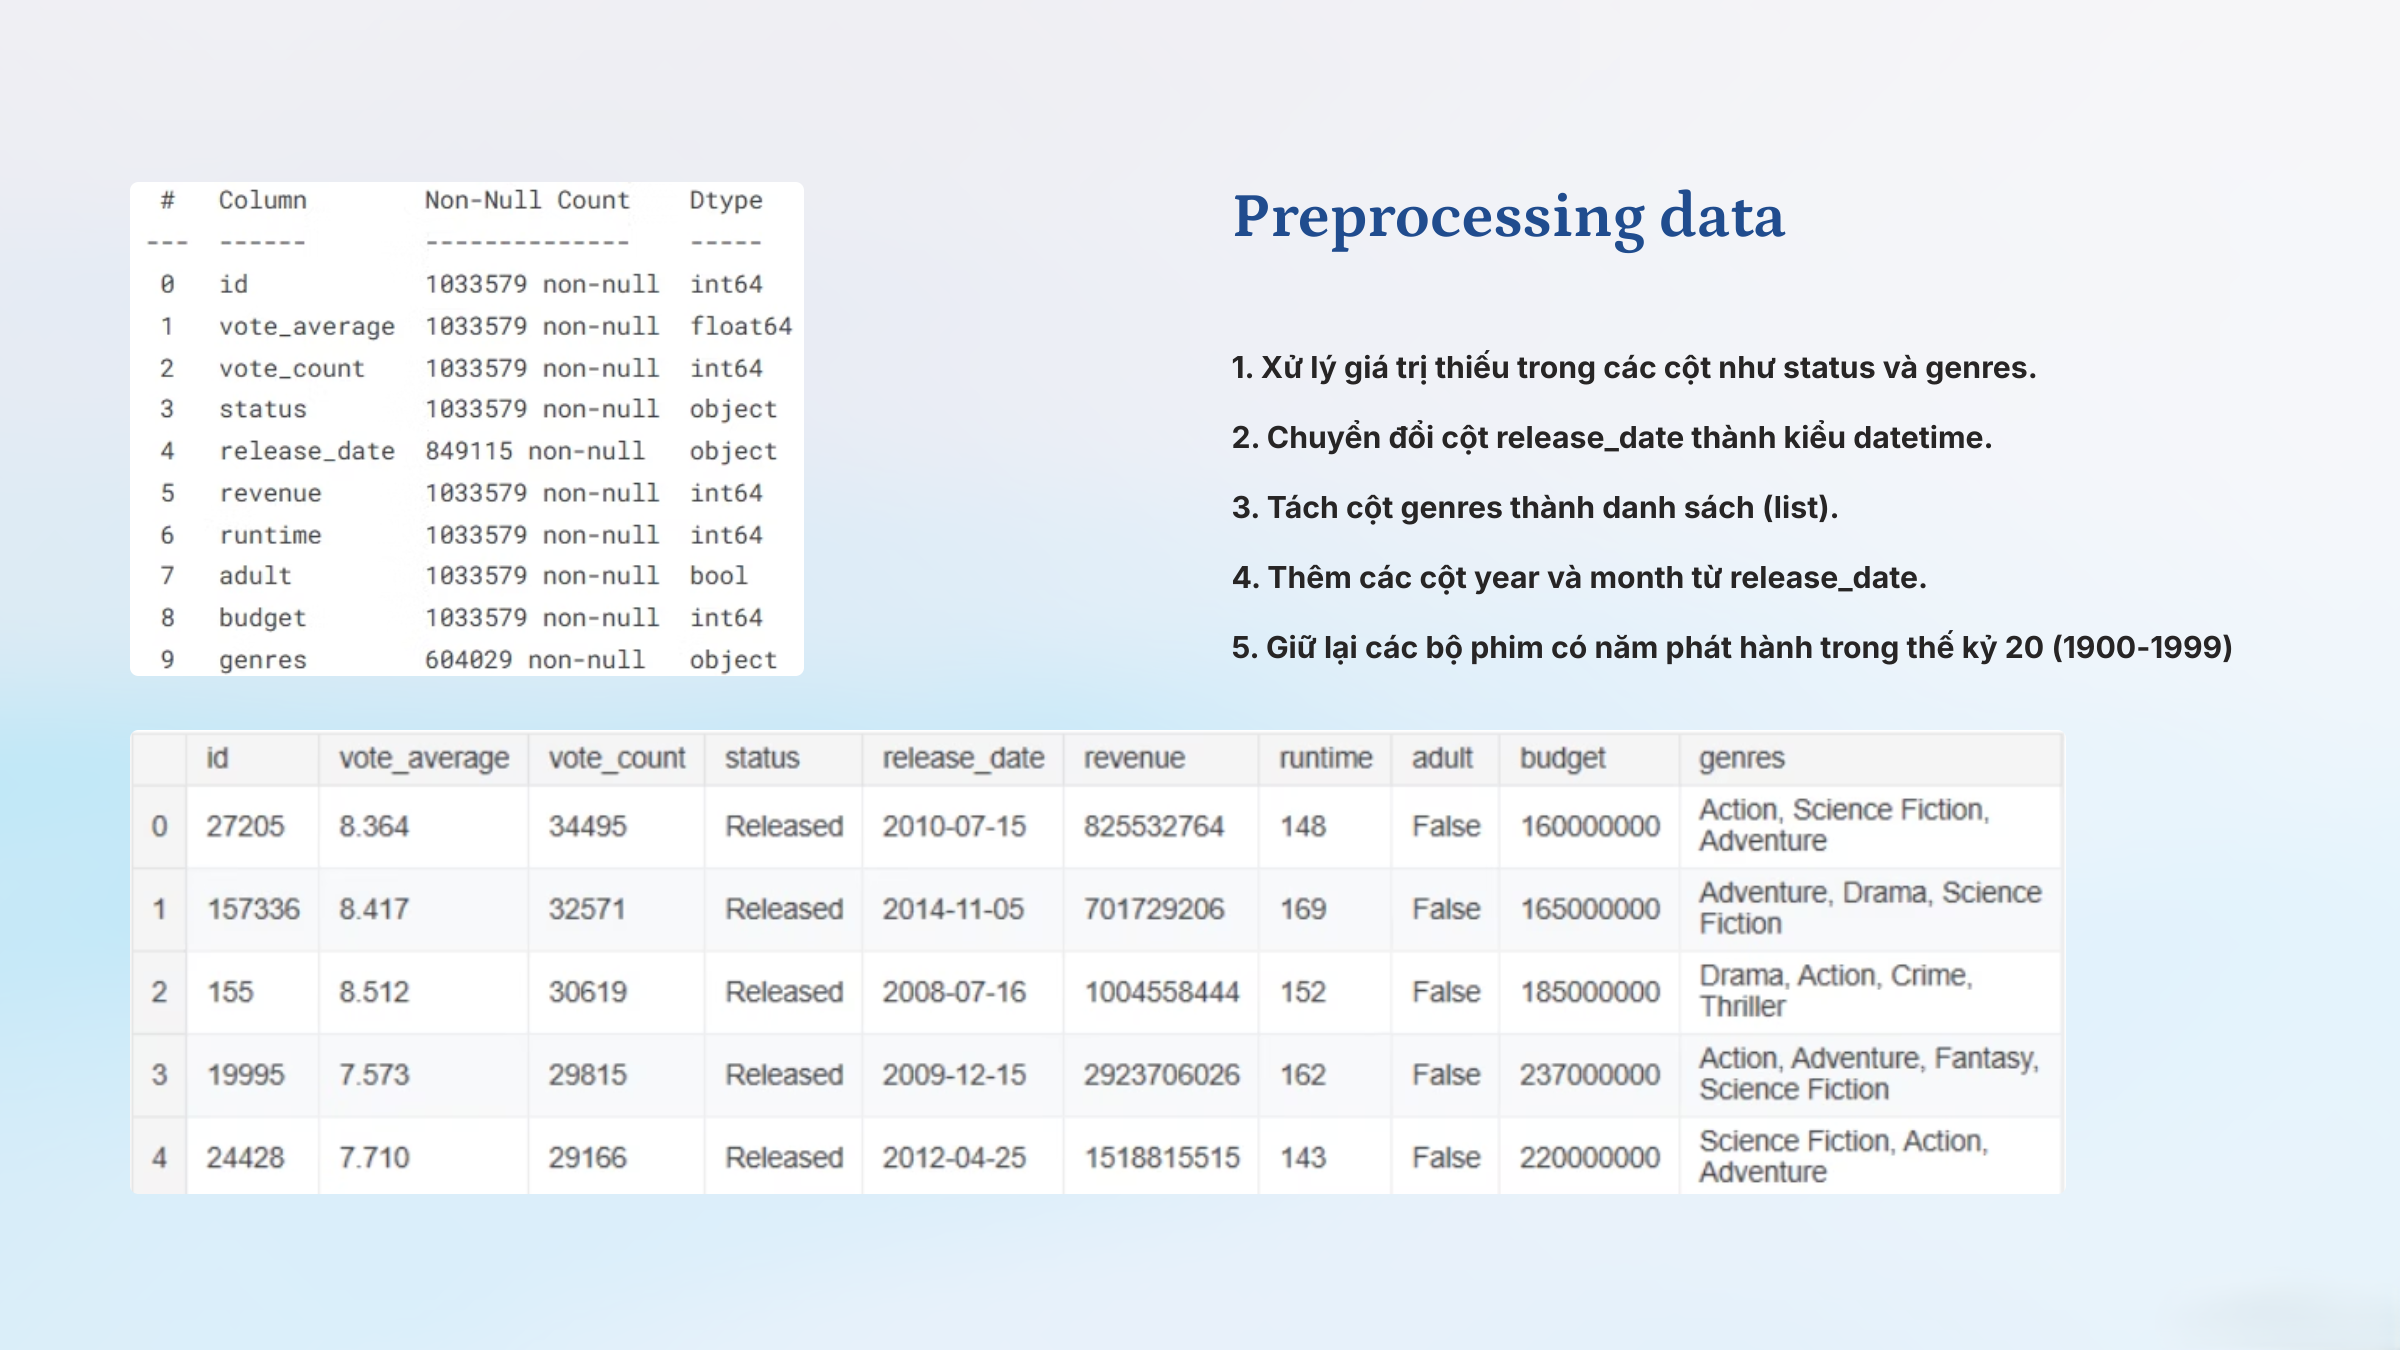 # Column Non-Null Count Dtype
--- ------ -------------- -----
0 id 1033579 non-null int64
1 vote_average 1033579 non-null float64
2 vote_count 1033579 non-null int64
3 status 1033579 non-null object
4 release_date 849115 non-null object
5 revenue 1033579 non-null int64
6 runtime 1033579 non-null int64
7 adult 1033579 non-null bool
8 budget 1033579 non-null int64
9 genres 604029 non-null object
Preprocessing data
1. Xử lý giá trị thiếu trong các cột như status và genres.
2. Chuyển đổi cột release_date thành kiểu datetime.
3. Tách cột genres thành danh sách (list).
4. Thêm các cột year và month từ release_date.
5. Giữ lại các bộ phim có năm phát hành trong thế kỷ 20 (1900-1999)
id vote_average vote_count status release_date revenue runtime adult budget genres
0 27205 8.364 34495 Released 2010-07-15 825532764 148 False 160000000 Action, Science Fiction,
Adventure
1 157336 8.417 32571 Released 2014-11-05 701729206 169 False 165000000 Adventure, Drama, Science
Fiction
2 155 8.512 30619 Released 2008-07-16 1004558444 152 False 185000000 Drama, Action, Crime,
Thriller
3 19995 7.573 29815 Released 2009-12-15 2923706026 162 False 237000000 Action, Adventure, Fantasy,
Science Fiction
4 24428 7.710 29166 Released 2012-04-25 1518815515 143 False 220000000 Science Fiction, Action,
Adventure